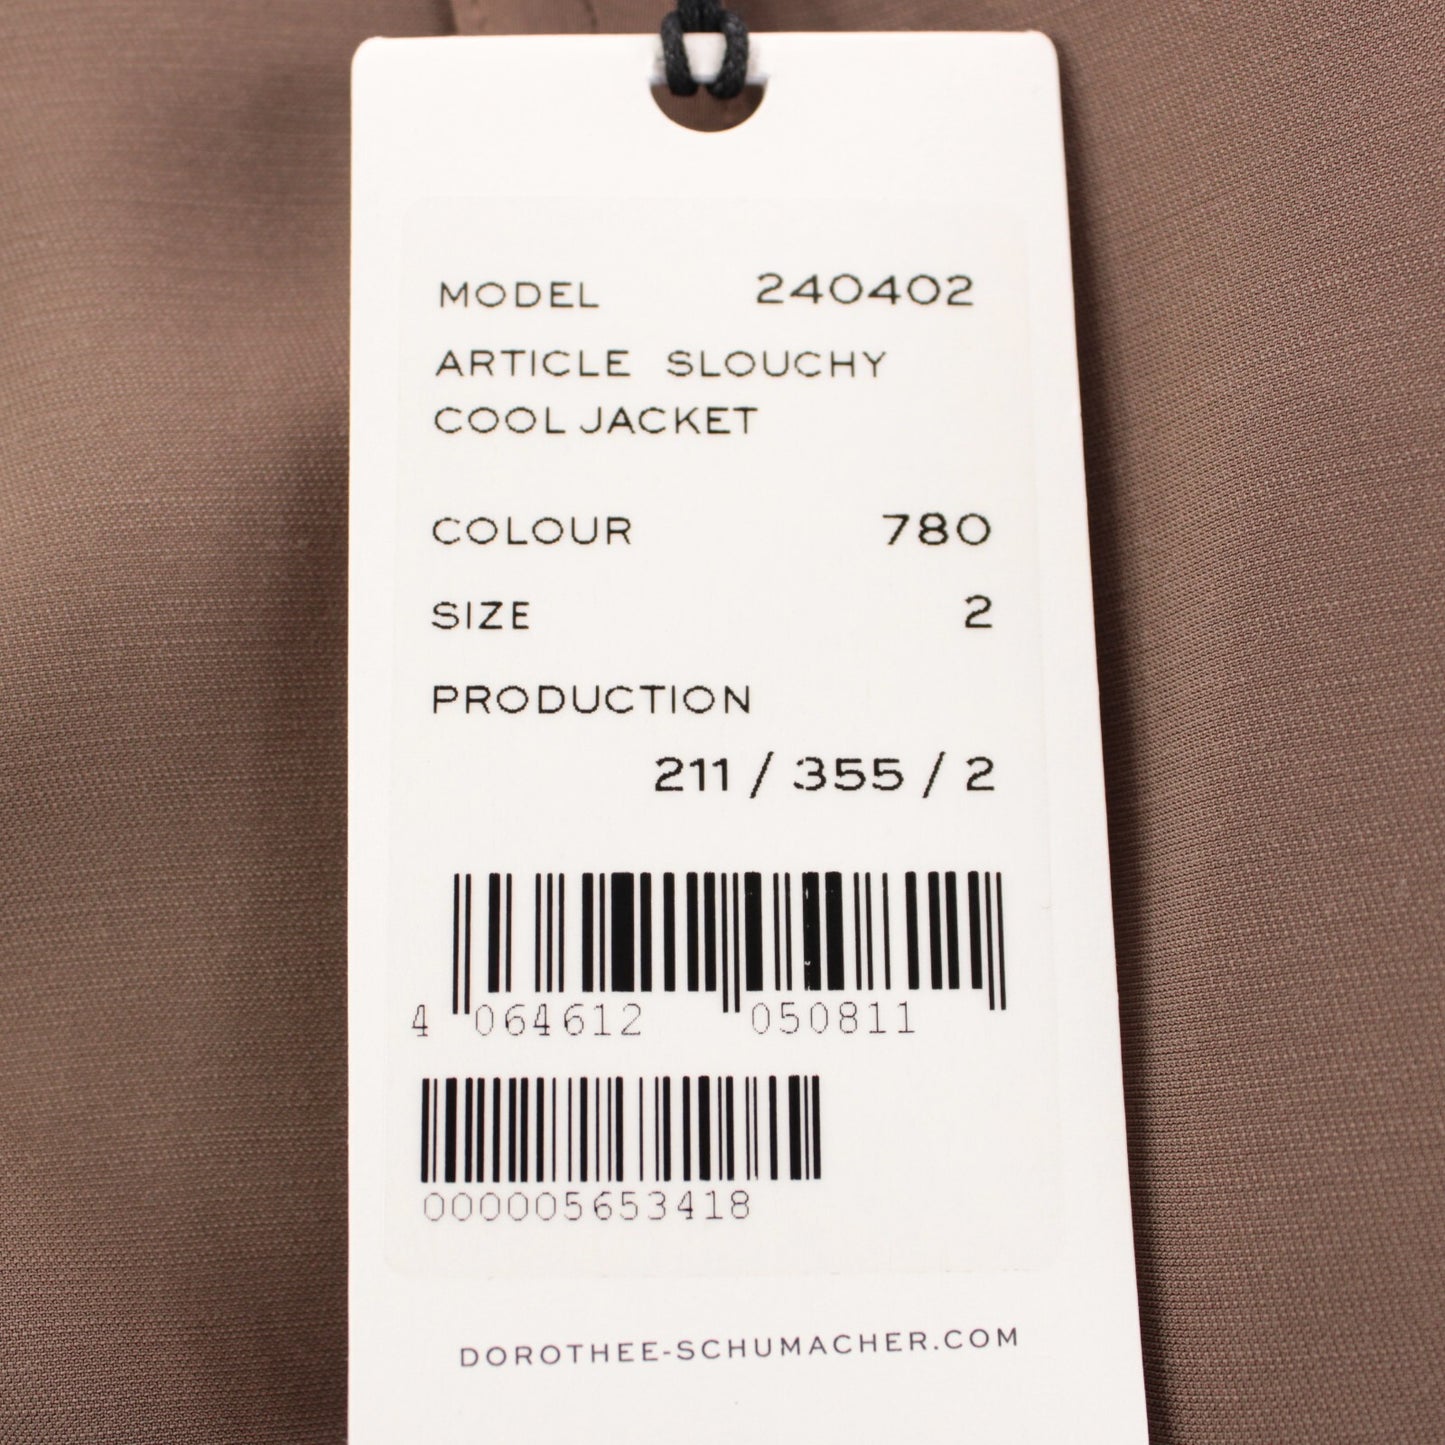 MODEL 240402
ARTICLE SLOUCHY
COOL JACKET
COLOUR 780
SIZE 2
PRODUCTION
211 / 355 / 2
4 064612 050811
000005653418
DOROTHEE-SCHUMACHER.COM